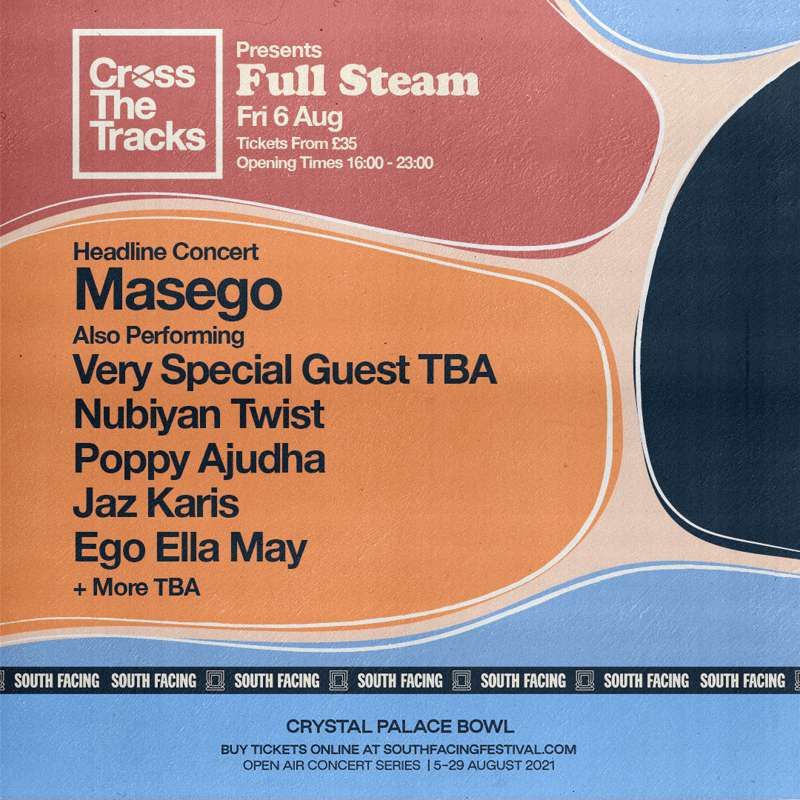 Cross
The
Tracks
Presents
Full Steam
Fri 6 Aug
Tickets From £35
Opening Times 16:00 - 23:00
Headline Concert
Masego
Also Performing
Very Special Guest TBA
Nubiyan Twist
Poppy Ajudha
Jaz Karis
Ego Ella May
+ More TBA
SOUTH FACING SOUTH FACING SOUTH FACING SOUTH FACING SOUTH FACING SOUTH FACING SOUTH FACING
CRYSTAL PALACE BOWL
BUY TICKETS ONLINE AT SOUTHFACINGFESTIVAL.COM
OPEN AIR CONCERT SERIES | 5-29 AUGUST 2021